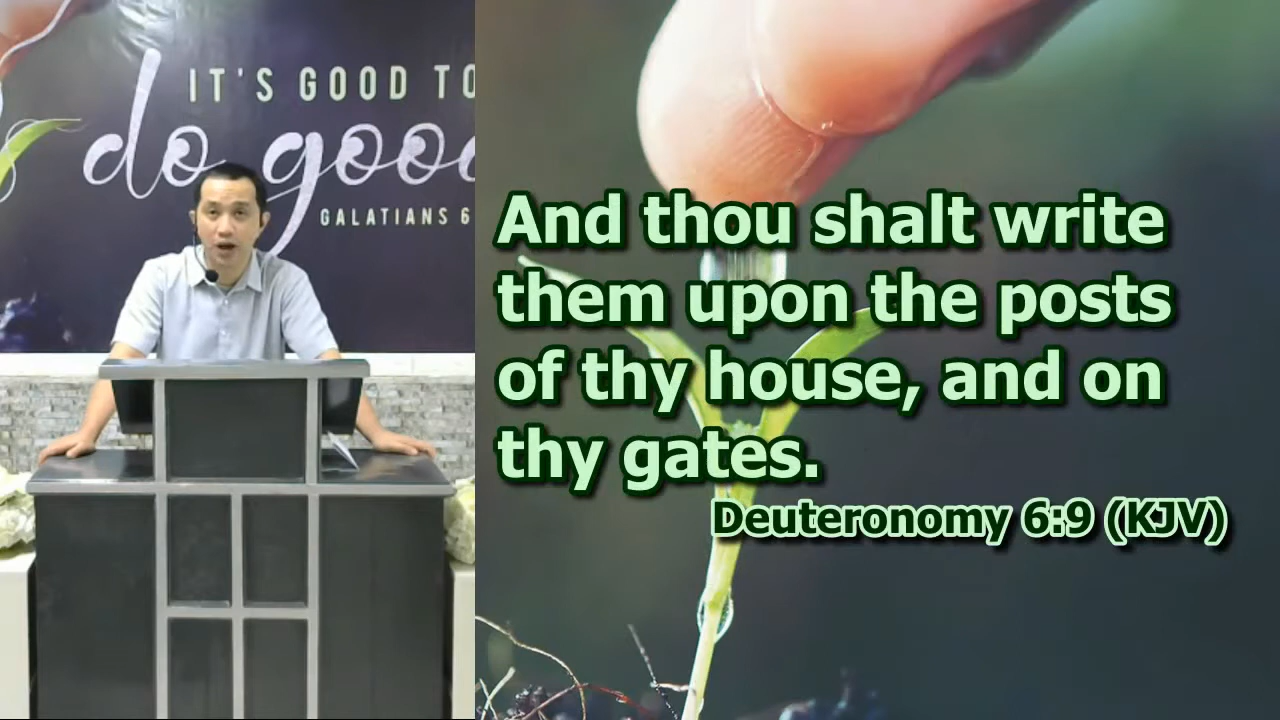 IT'S GOOD TO
do good
GALATIANS 6
And thou shalt write
them upon the posts
of thy house, and on
thy gates.
Deuteronomy 6:9 (KJV)